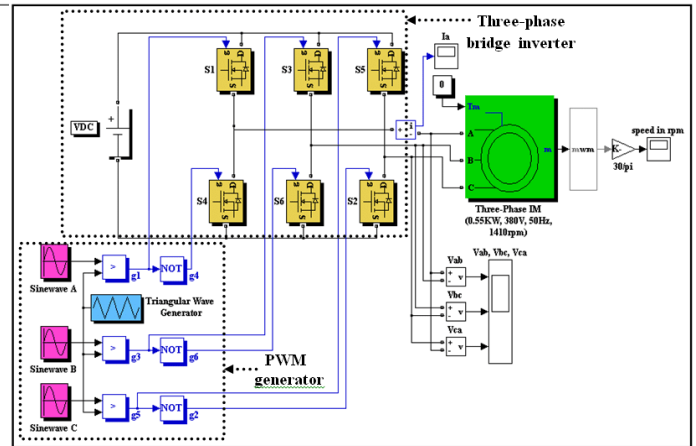 Three-phase
bridge inverter
Ia
S1
S3
S5
VDC
0
Tm
A
B
C
m
m wm
K-
30/pi
speed in rpm
S4
S6
S2
Three-Phase IM
(0.55KW, 380V, 50Hz,
1410rpm)
Vab, Vbc, Vca
Vab
Vbc
Vca
Sinewave A
>
g1
NOT
g4
Triangular Wave
Generator
Sinewave B
>
g3
NOT
g6
PWM
generator
Sinewave C
>
g5
NOT
g2